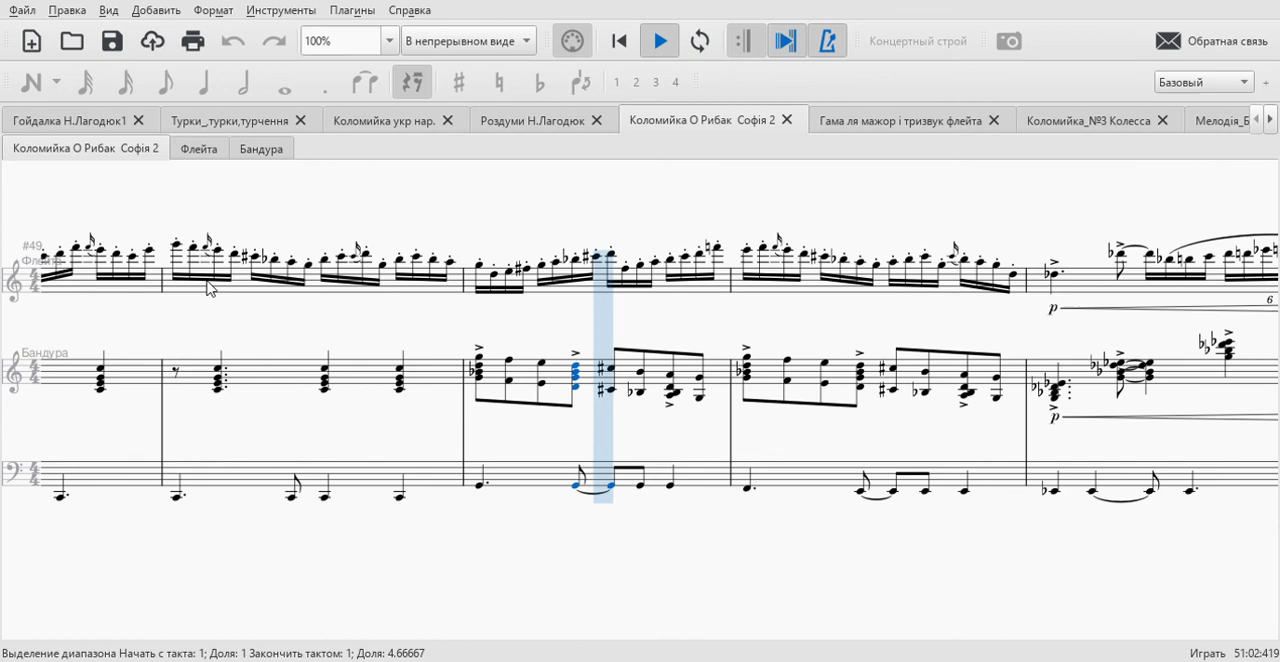 Файл Правка Вид Добавить Формат Инструменты Плагины Справка
100% В непрерывном виде Концертный строй Обратная связь
1 2 3 4 Базовый
Гойдалка Н.Лагодюк1 Турки_,турки,турчення Коломийка укр нар. Роздуми Н.Лагодюк Коломийка О Рибак Софія 2 Гама ля мажор і тризвук флейта Коломийка_№3 Колесса Мелодія_Б
Коломийка О Рибак Софія 2 Флейта Бандура
#49
Флейта
p
6
Бандура
p
Выделение диапазона Начать с такта: 1; Доля: 1 Закончить тактом: 1; Доля: 4.66667 Играть 51:02:419